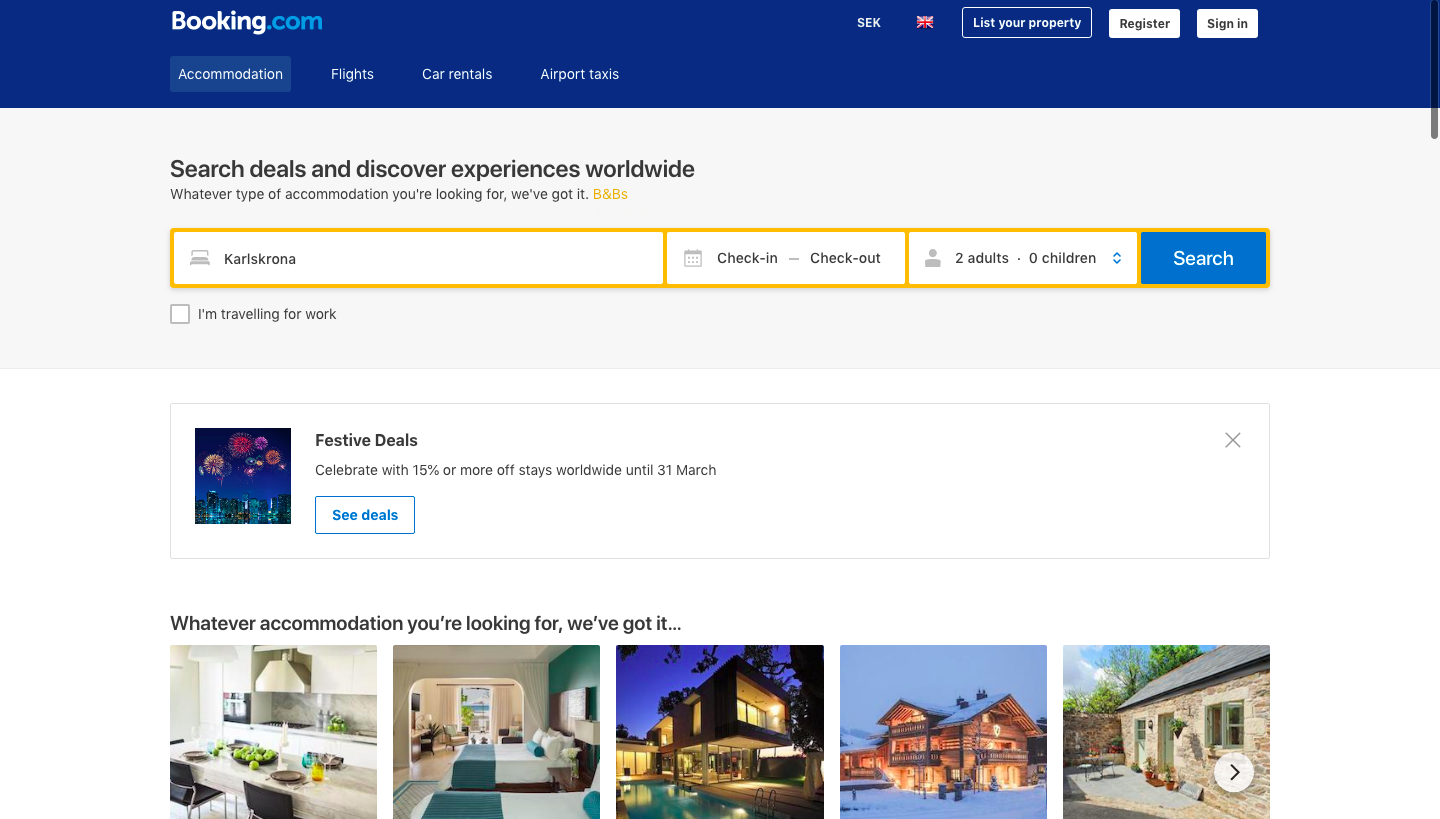 Booking.com
SEK
List your property
Register
Sign in
Accommodation
Flights
Car rentals
Airport taxis
Search deals and discover experiences worldwide
Whatever type of accommodation you're looking for, we've got it. B&Bs
Karlskrona
Check-in — Check-out
2 adults · 0 children
Search
I'm travelling for work
Festive Deals
Celebrate with 15% or more off stays worldwide until 31 March
See deals
Whatever accommodation you’re looking for, we’ve got it...